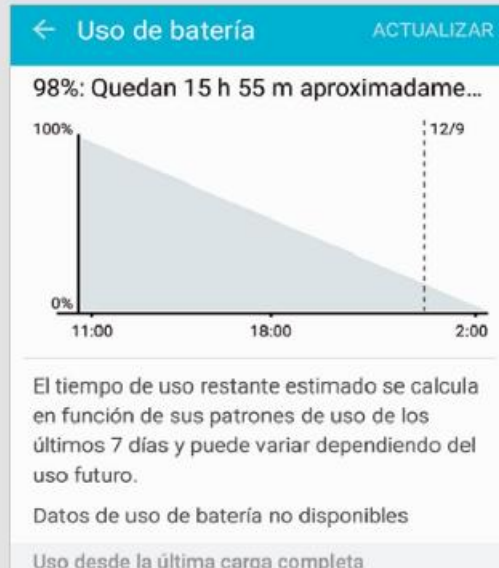 ← Uso de batería ACTUALIZAR
98%: Quedan 15 h 55 m aproximadame...
100%
12/9
0%
11:00 18:00 2:00
El tiempo de uso restante estimado se calcula
en función de sus patrones de uso de los
últimos 7 días y puede variar dependiendo del
uso futuro.
Datos de uso de batería no disponibles
Uso desde la última carga completa